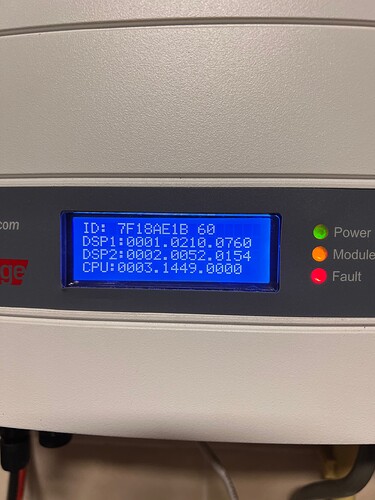 .com
ID: 7F18AE1B 60
DSP1:0001.0210.0760
DSP2:0002.0052.0154
CPU:0003.1449.0000
Power
Module
Fault
ge